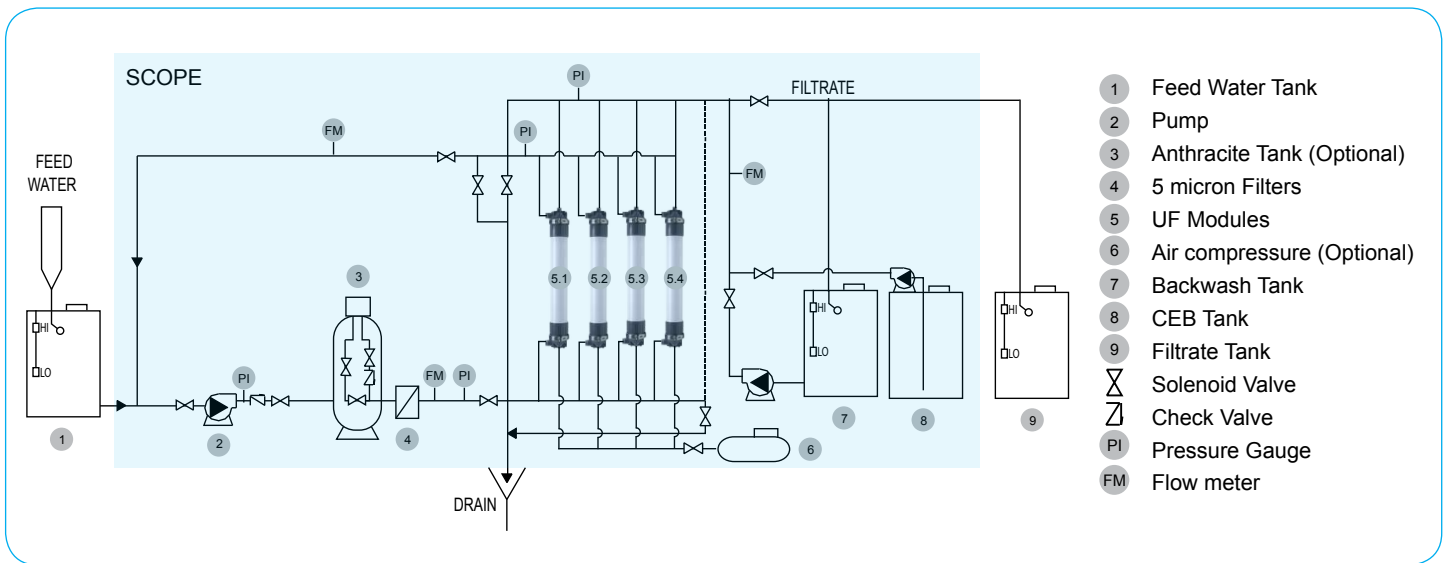 SCOPE
PI
FILTRATE
FM
PI
FEED
WATER
FM
5.1
5.2
5.3
5.4
3
HI
LO
HI
LO
HI
LO
PI
FM
PI
1
2
4
6
7
8
9
DRAIN
1 Feed Water Tank
2 Pump
3 Anthracite Tank (Optional)
4 5 micron Filters
5 UF Modules
6 Air compressure (Optional)
7 Backwash Tank
8 CEB Tank
9 Filtrate Tank
Solenoid Valve
Check Valve
PI Pressure Gauge
FM Flow meter